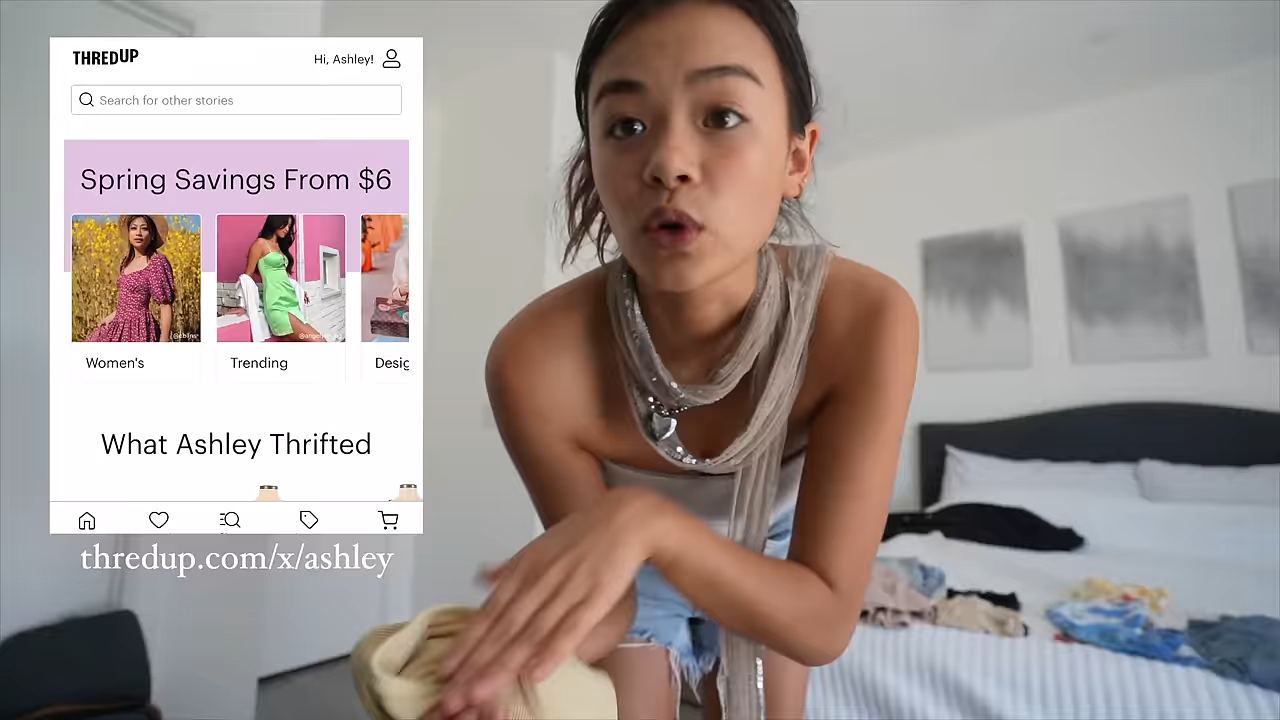 THREDUP
Hi, Ashley!
Search for other stories
Spring Savings From $6
Women's
Trending
Desig
What Ashley Thrifted
thredup.com/x/ashley